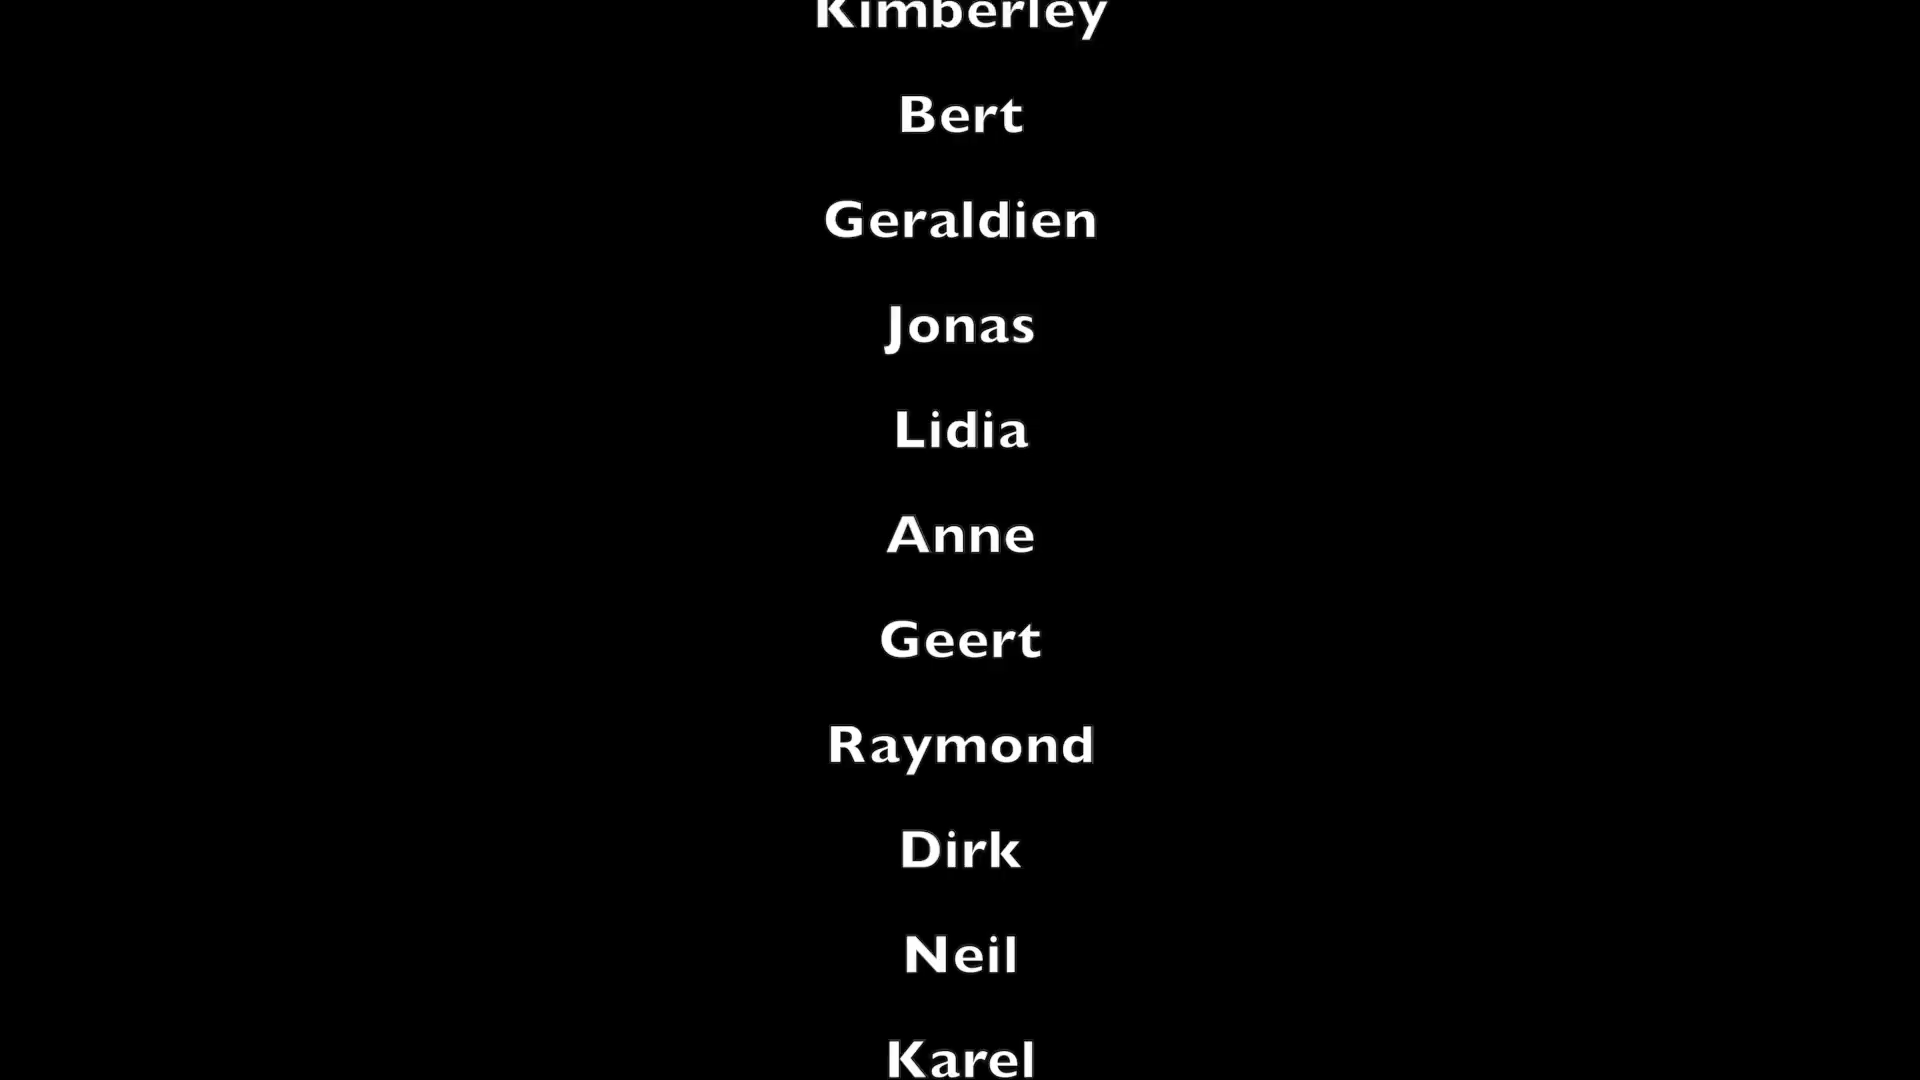 Kimberley
Bert
Geraldien
Jonas
Lidia
Anne
Geert
Raymond
Dirk
Neil
Karel